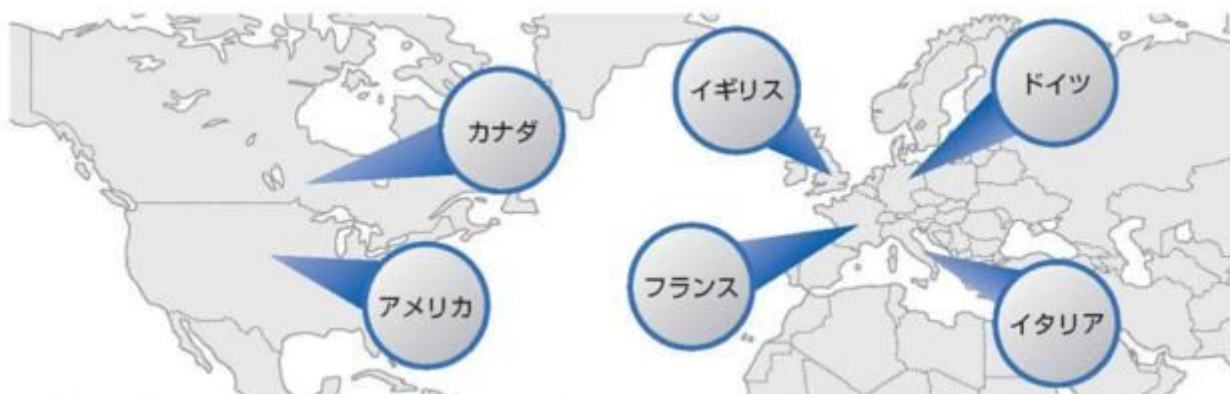 カナダ
アメリカ
イギリス
ドイツ
フランス
イタリア